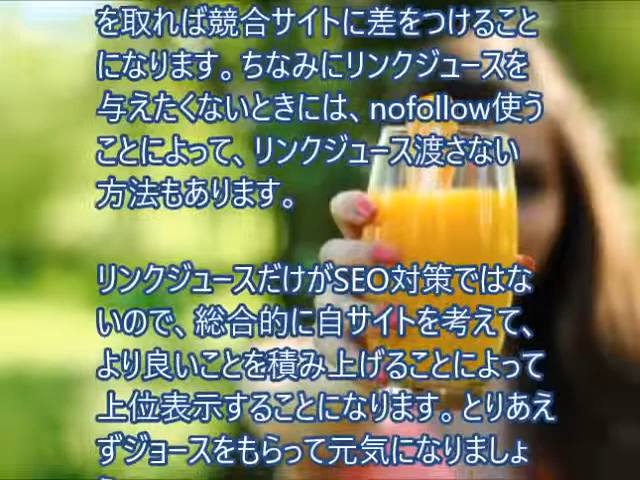 を取れば競合サイトに差をつけること
になります。ちなみにリンクジュースを
与えたくないときには、nofollow使う
ことによって、リンクジュース渡さない
方法もあります。
リンクジュースだけがSEO対策ではな
いので、総合的に自サイトを考えて、
より良いことを積み上げることによって
上位表示することになります。とりあえ
ずジョースをもらって元気になりましょ